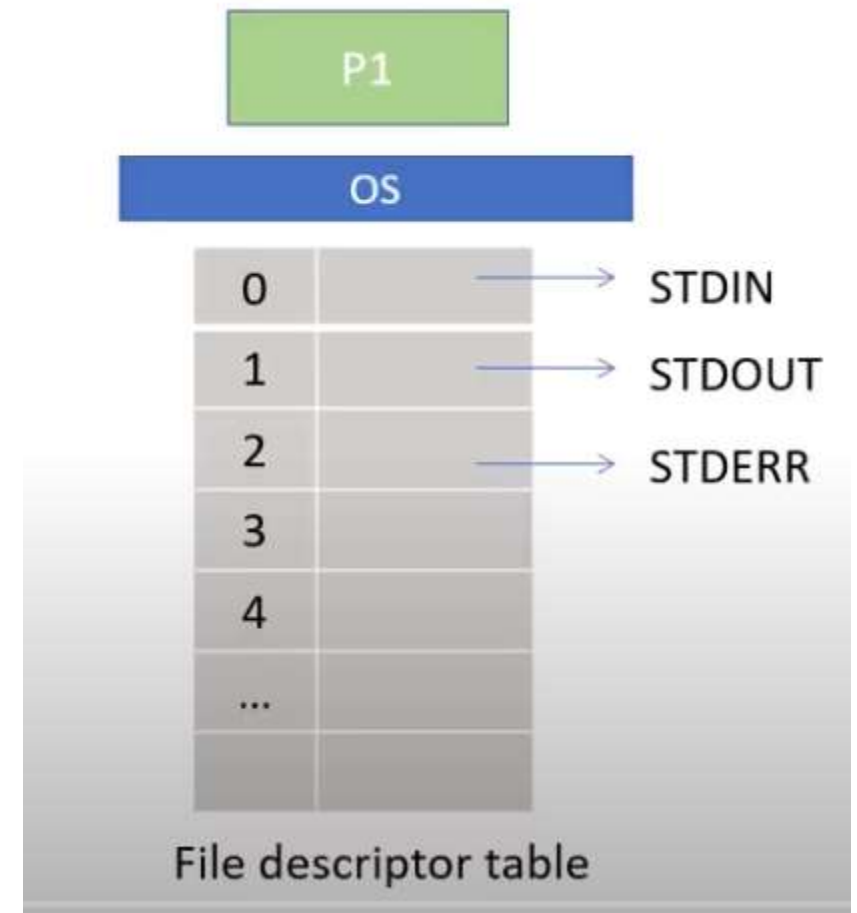 P1
OS
0 STDIN
1 STDOUT
2 STDERR
3
4
...
File descriptor table